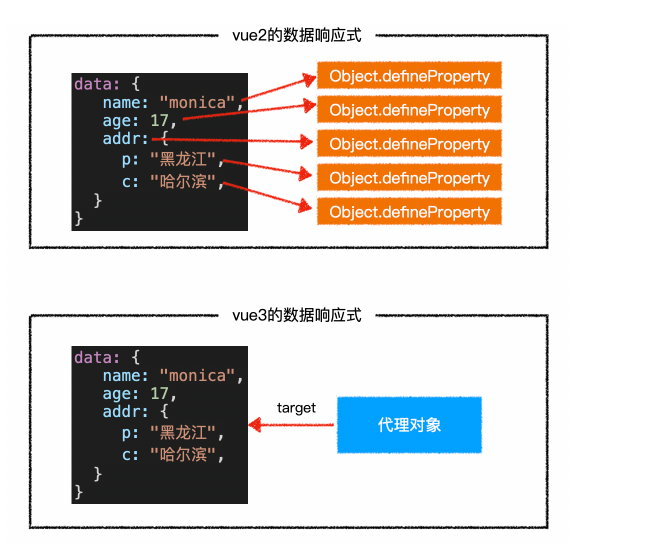 vue2的数据响应式
data: {
name: "monica",
age: 17,
addr: {
p: "黑龙江",
c: "哈尔滨",
}
}
Object.defineProperty
Object.defineProperty
Object.defineProperty
Object.defineProperty
Object.defineProperty
vue3的数据响应式
data: {
name: "monica",
age: 17,
addr: {
p: "黑龙江",
c: "哈尔滨",
}
}
target
代理对象